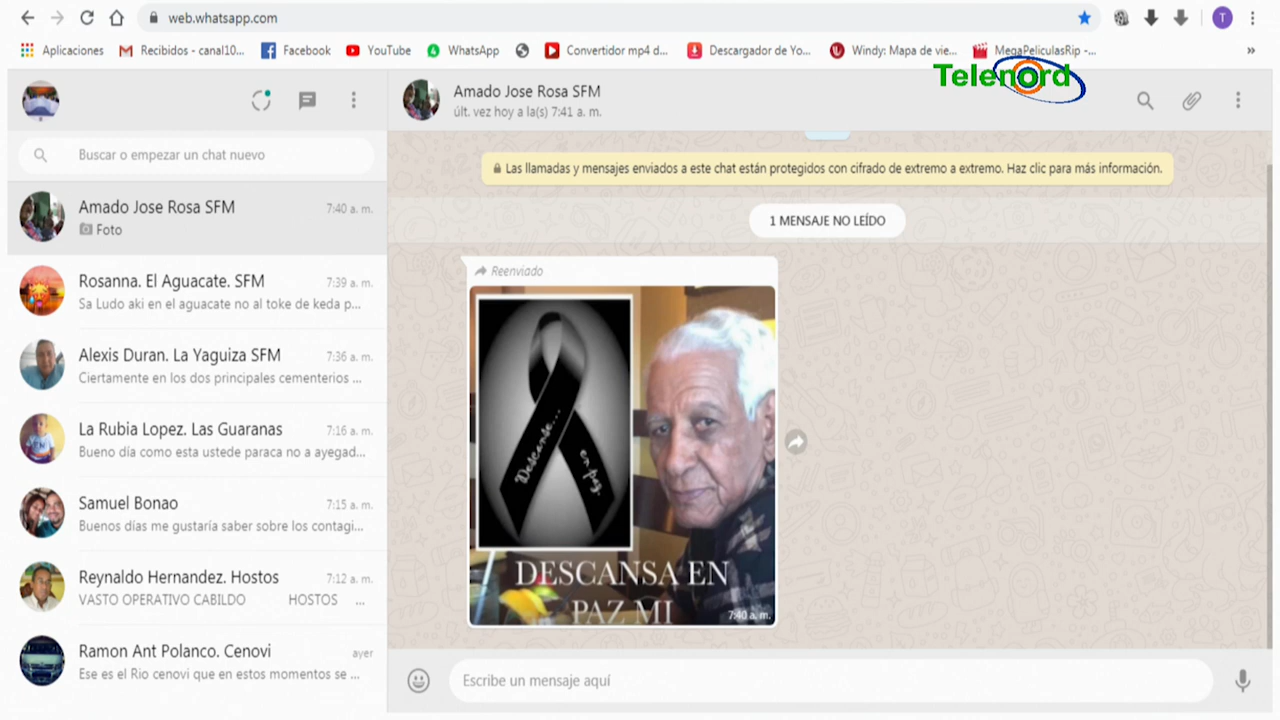 web.whatsapp.com
Aplicaciones
Recibidos - canal10...
Facebook
YouTube
WhatsApp
Convertidor mp4 d...
Descargador de Yo...
Windy: Mapa de vie...
MegaPeliculasRip -...
»
T
Telenord
Amado Jose Rosa SFM
últ. vez hoy a la(s) 7:41 a. m.
Buscar o empezar un chat nuevo
Amado Jose Rosa SFM 7:40 a. m.
Foto
Rosanna. El Aguacate. SFM 7:39 a. m.
Sa Ludo aki en el aguacate no al toke de keda p...
Alexis Duran. La Yaguiza SFM 7:36 a. m.
Ciertamente en los dos principales cementerios ...
La Rubia Lopez. Las Guaranas 7:16 a. m.
Bueno día como esta ustede paraca no a ayegad...
Samuel Bonao 7:15 a. m.
Buenos días me gustaría saber sobre los contagi...
Reynaldo Hernandez. Hostos 7:12 a. m.
VASTO OPERATIVO CABILDO HOSTOS ...
Ramon Ant Polanco. Cenovi ayer
Ese es el Rio cenovi que en estos momentos se ...
Las llamadas y mensajes enviados a este chat están protegidos con cifrado de extremo a extremo. Haz clic para más información.
1 MENSAJE NO LEÍDO
Reenviado
Descanse...
en paz.
DESCANSA EN
PAZ MI
7:40 a. m.
Escribe un mensaje aquí